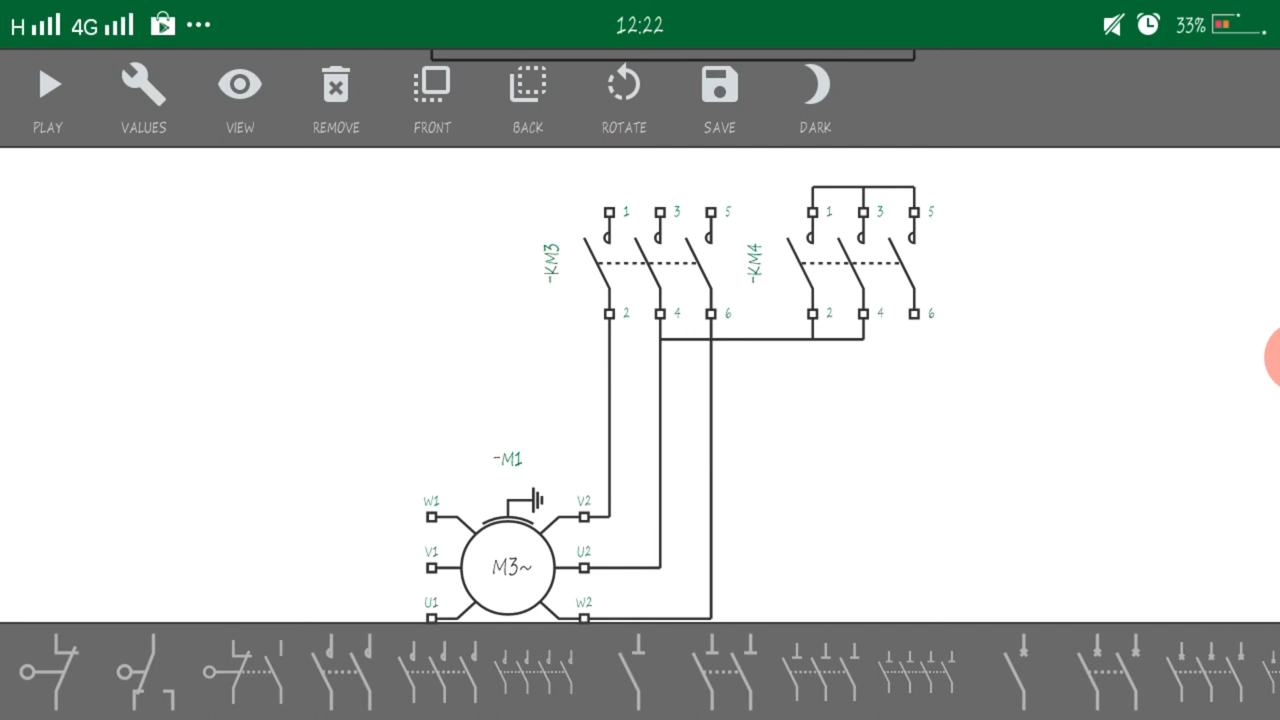 H 4G 12:22 33%
PLAY VALUES VIEW REMOVE FRONT BACK ROTATE SAVE DARK
1 3 5 1 3 5
-KM3 -KM4
2 4 6 2 4 6
-M1
W1 V2
V1 M3~ U2
U1 W2